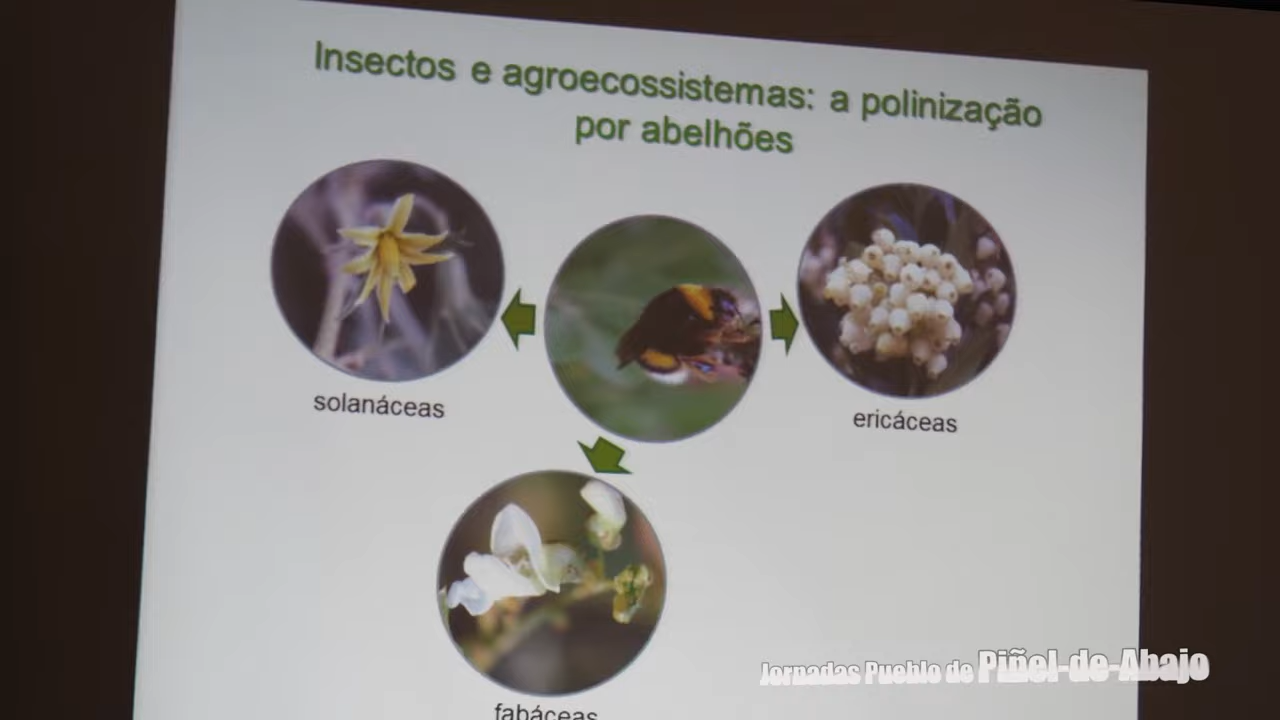 Insectos e agroecossistemas: a polinização
por abelhões
solanáceas
ericáceas
fabáceas
Jornadas Pueblo de Piñel-de-Abajo